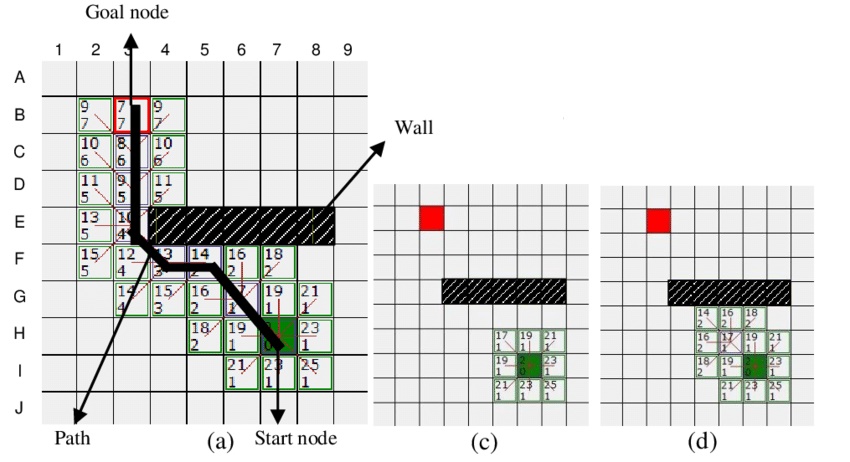 Goal node
1 2 3 4 5 6 7 8 9
A
B 9 7 9
7 7 7
C 10 8 10
6 6 6
D 11 9 11
5 5 5
E 13 10
5 4
F 15 12 13 14 16 18
5 4 3 2 2 2
G 14 15 16 17 19 21
4 3 2 1 1 1
H 18 19 23
2 1 0 1
I 21 23 25
1 1 1
J
Wall
Path
(a)
Start node
17 19 21
1 1 1
19 23
1 0 1
21 23 25
1 1 1
(c)
14 16 18
2 2 2
16 17 19 21
2 1 1 1
18 19 23
2 1 0 1
21 23 25
1 1 1
(d)